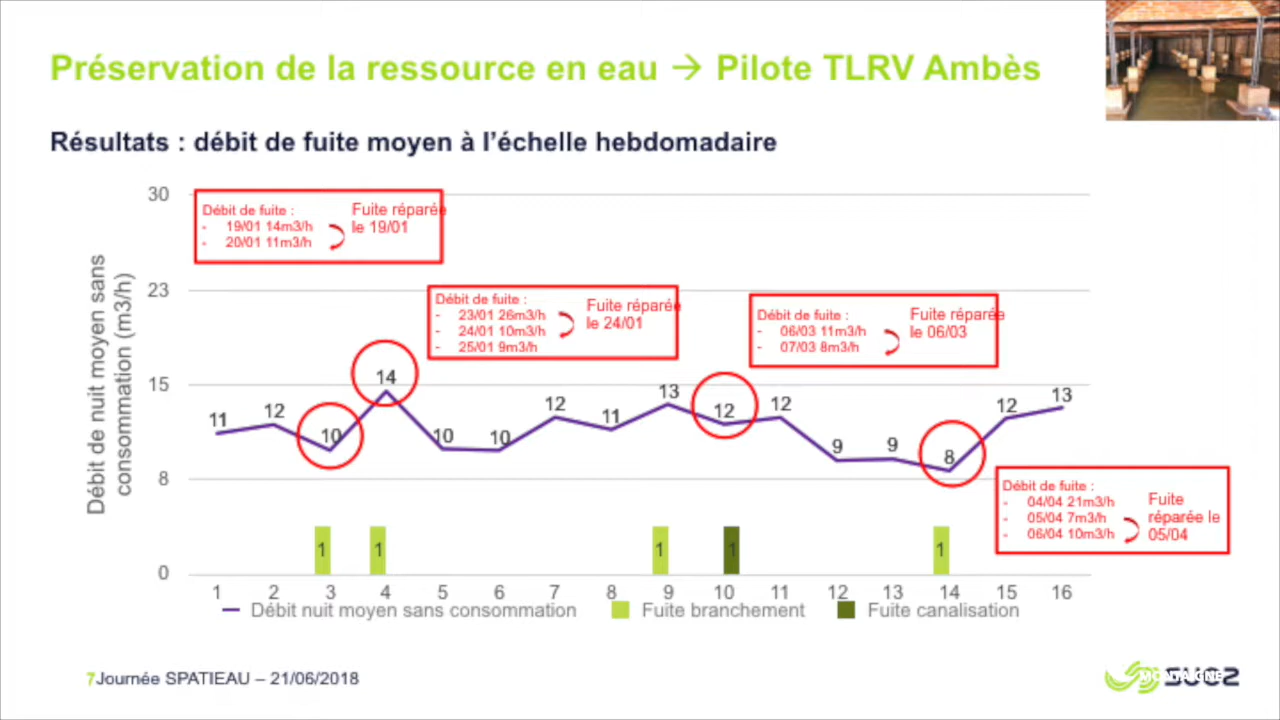 Préservation de la ressource en eau → Pilote TLRV Ambès
Résultats : débit de fuite moyen à l'échelle hebdomadaire
Débit de nuit moyen sans
consommation (m3/h)
30
23
15
8
0
Débit de fuite :
- 19/01 14m3/h
- 20/01 11m3/h
Fuite réparée
le 19/01
Débit de fuite :
- 23/01 26m3/h
- 24/01 10m3/h
- 25/01 9m3/h
Fuite réparée
le 24/01
Débit de fuite :
- 06/03 11m3/h
- 07/03 8m3/h
Fuite réparée
le 06/03
11 12 10 14 10 10 12 11 13 12 12 9 9 8 12 13
Débit de fuite :
- 04/04 21m3/h
- 05/04 7m3/h
- 06/04 10m3/h
Fuite
réparée le
05/04
1 1 1 1 1
1 2 3 4 5 6 7 8 9 10 11 12 13 14 15 16
Débit nuit moyen sans consommation Fuite branchement Fuite canalisation
7Journée SPATIEAU – 21/06/2018
suez
MONTAIGNE